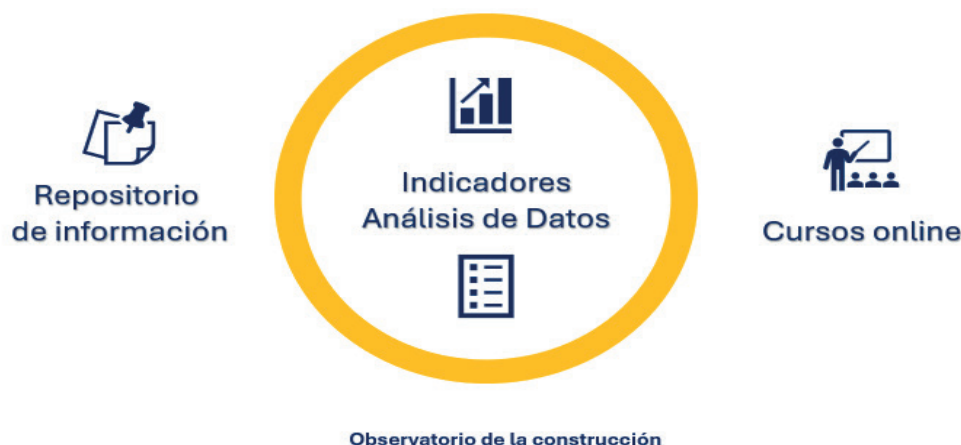 Repositorio
de información
Indicadores
Análisis de Datos
Cursos online
Observatorio de la construcción